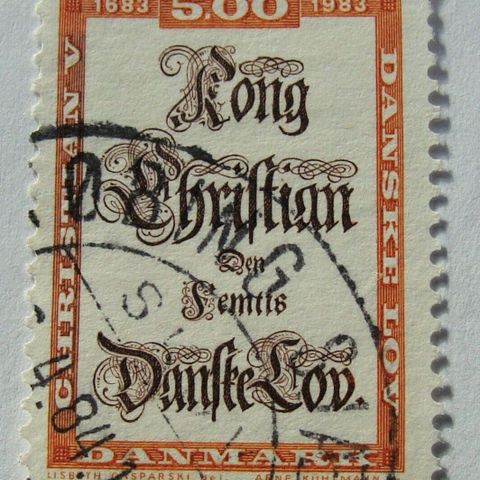 1683 5.00 1983
CHRISTIAN V
Kong
Christian
Den
Femtis
Danske Lov.
DANSKE LOV
DANMARK